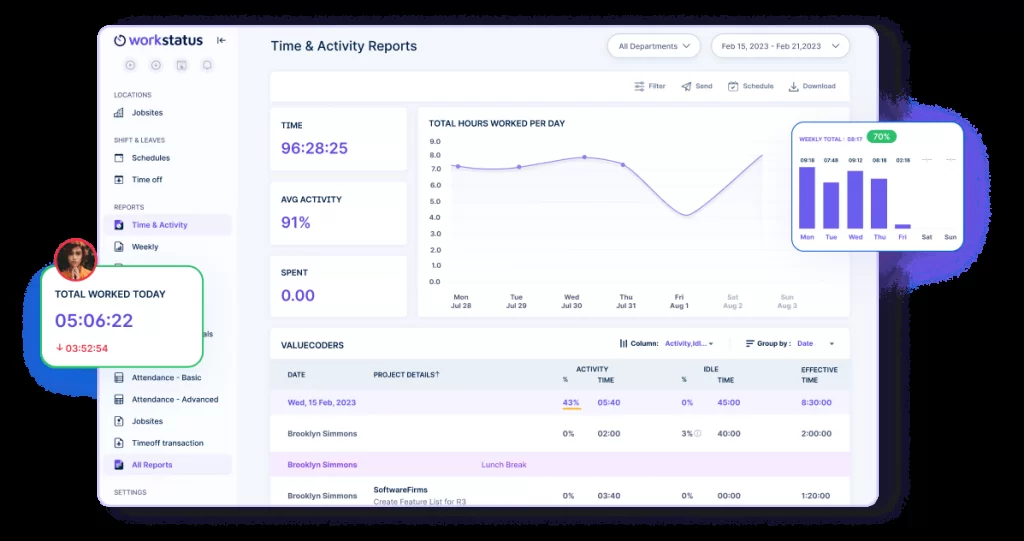 workstatus
Time & Activity Reports
All Departments
Feb 15, 2023 - Feb 21,2023
LOCATIONS
Jobsites
SHIFT & LEAVES
Schedules
Time off
REPORTS
Time & Activity
Weekly
als
Attendance - Basic
Attendance - Advanced
Jobsites
Timeoff transaction
All Reports
SETTINGS
TOTAL WORKED TODAY
05:06:22
↓ 03:52:54
Filter Send Schedule Download
TIME
96:28:25
AVG ACTIVITY
91%
SPENT
0.00
TOTAL HOURS WORKED PER DAY
9.0
8.0
7.0
6.0
5.0
4.0
3.0
2.0
1.0
0.0
Mon Tue Wed Thu Fri Sat Sun
Jul 28 Jul 29 Jul 30 Jul 31 Aug 1 Aug 2 Aug 3
WEEKLY TOTAL : 08:17 70%
09:18 07:48 09:12 08:18 02:18 --:-- --:--
Mon Tue Wed Thu Fri Sat Sun
VALUECODERS
Column: Activity,Idl... Group by : Date
ACTIVITY IDLE EFFECTIVE
DATE PROJECT DETAILS↑ % TIME % TIME TIME
Wed, 15 Feb, 2023 43% 05:40 0% 45:00 8:30:00
Brooklyn Simmons 0% 02:00 3% 40:00 2:00:00
Brooklyn Simmons Lunch Break
SoftwareFirms
Brooklyn Simmons 0% 03:40 0% 00:00 1:20:00
Create Feature List for R3